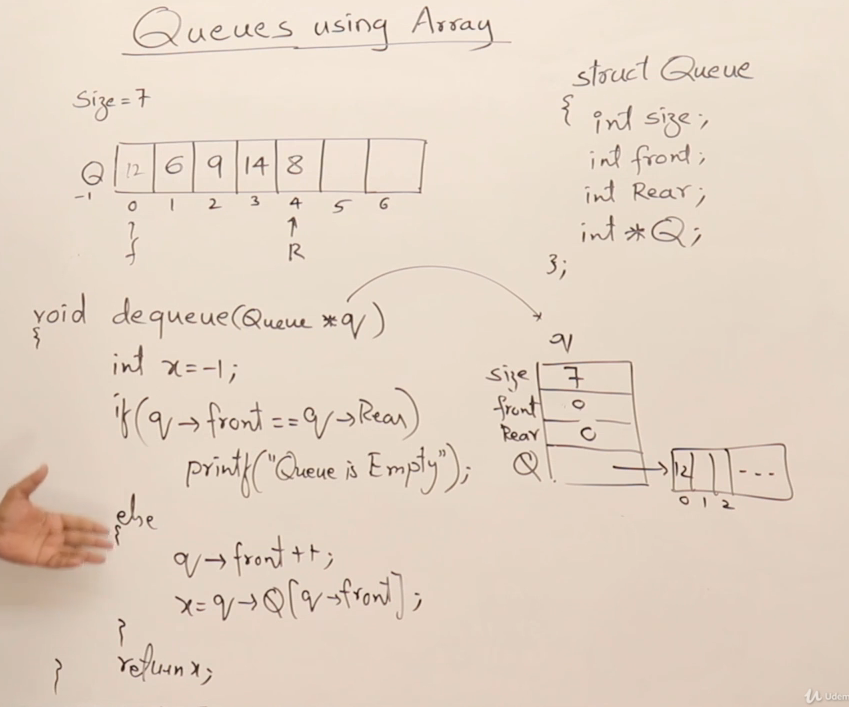 Queues using Array
Size = 7
Q 12 6 9 14 8
-1 0 1 2 3 4 5 6
f R
struct Queue
{ int size;
int front;
int Rear;
int *Q;
};
void dequeue(Queue *q)
{
int x=-1;
if(q→front==q→Rear)
printf("Queue is Empty");
else
{
q→front++;
x=q→Q[q→front];
}
return x;
}
q
size 7
front 0
Rear 0
Q 12 ---
0 1 2
Udem